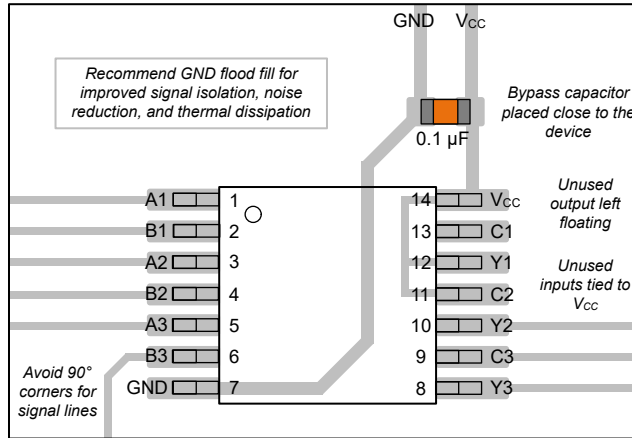 GND VCC
Recommend GND flood fill for
improved signal isolation, noise
reduction, and thermal dissipation
Bypass capacitor
placed close to the
device
0.1 µF
A1 1 14 VCC
B1 2 13 C1
A2 3 12 Y1
B2 4 11 C2
A3 5 10 Y2
B3 6 9 C3
GND 7 8 Y3
Unused
output left
floating
Unused
inputs tied to
VCC
Avoid 90°
corners for
signal lines